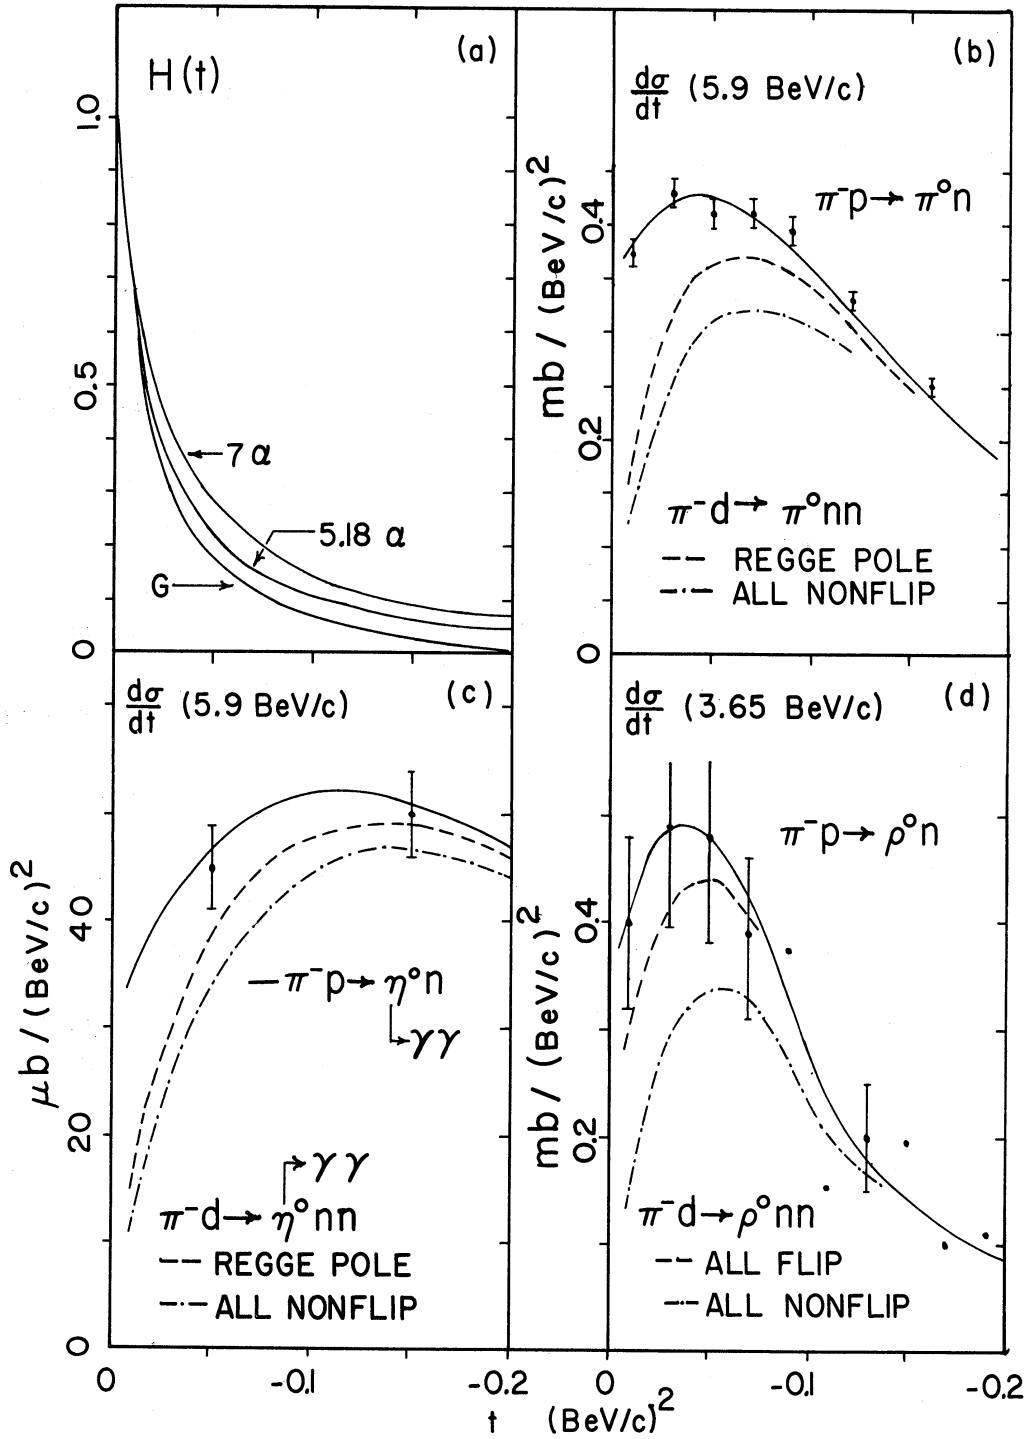 (a)
H(t)
1.0
0.5
0
7α
5.18 α
G
(b)
dσ/dt (5.9 BeV/c)
mb / (BeV/c)²
0.4
0.2
0
π⁻p → π⁰n
π⁻d → π⁰nn
-- REGGE POLE
-·- ALL NONFLIP
(c)
dσ/dt (5.9 BeV/c)
μb / (BeV/c)²
40
20
0
— π⁻p → η⁰n
↳ γγ
γγ
π⁻d → η⁰nn
-- REGGE POLE
-·- ALL NONFLIP
0 -0.1 -0.2
(d)
dσ/dt (3.65 BeV/c)
mb / (BeV/c)²
0.4
0.2
π⁻p → ρ⁰n
π⁻d → ρ⁰nn
-- ALL FLIP
-·- ALL NONFLIP
0 -0.1 -0.2
t (BeV/c)²